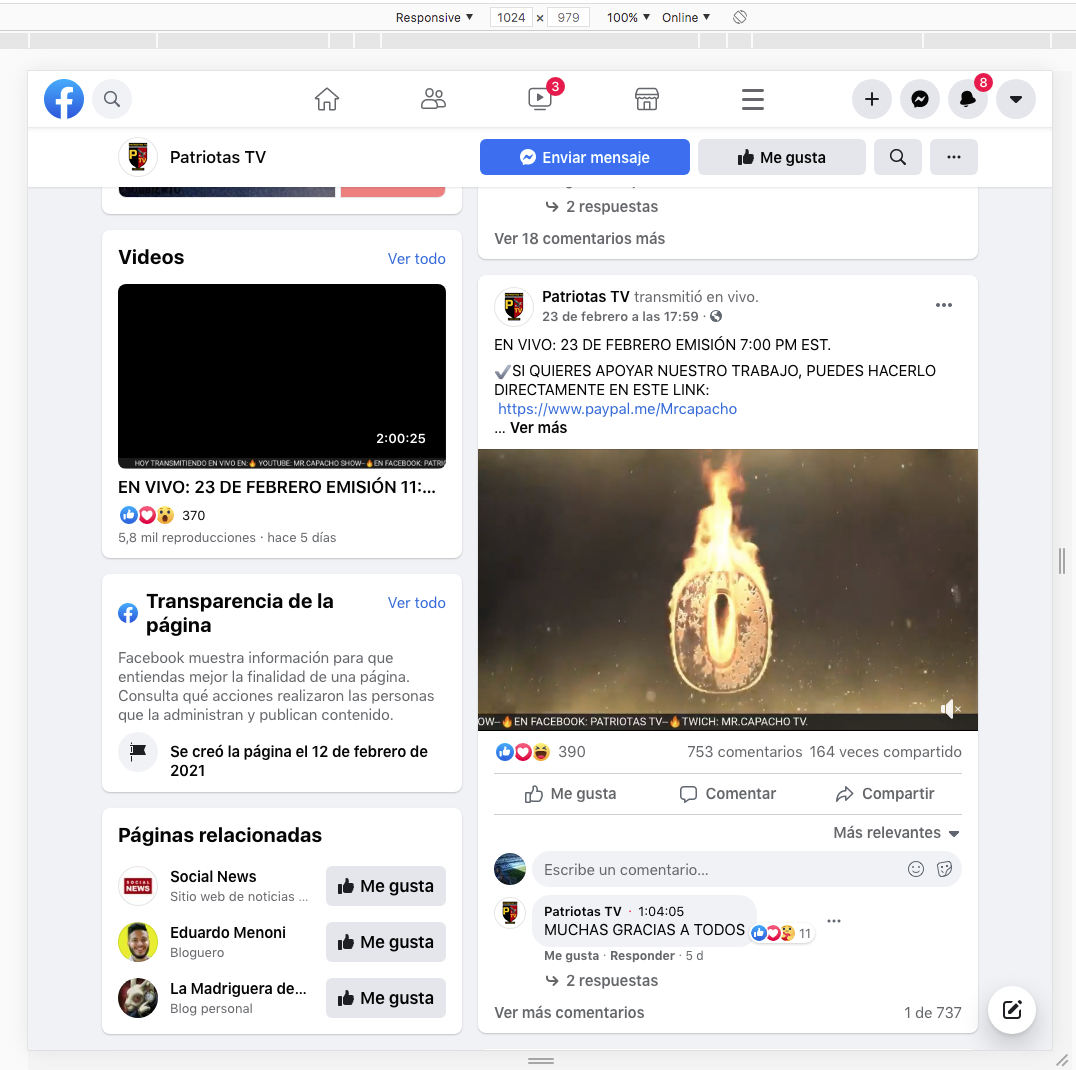 Responsive
1024 × 979
100%
Online
3
8
Patriotas TV
Enviar mensaje
Me gusta
2 respuestas
Ver 18 comentarios más
Videos
Ver todo
2:00:25
HOY TRANSMITIENDO EN VIVO EN:🔥 YOUTUBE: MR.CAPACHO SHOW--🔥EN FACEBOOK: PATRI
EN VIVO: 23 DE FEBRERO EMISIÓN 11:...
370
5,8 mil reproducciones · hace 5 días
Transparencia de la
página
Ver todo
Facebook muestra información para que
entiendas mejor la finalidad de una página.
Consulta qué acciones realizaron las personas
que la administran y publican contenido.
Se creó la página el 12 de febrero de
2021
Páginas relacionadas
SOCIAL
NEWS
Social News
Sitio web de noticias ...
Me gusta
Eduardo Menoni
Bloguero
Me gusta
La Madriguera de...
Blog personal
Me gusta
Patriotas TV transmitió en vivo.
23 de febrero a las 17:59 ·
EN VIVO: 23 DE FEBRERO EMISIÓN 7:00 PM EST.
✔️SI QUIERES APOYAR NUESTRO TRABAJO, PUEDES HACERLO
DIRECTAMENTE EN ESTE LINK:
https://www.paypal.me/Mrcapacho
... Ver más
OW--🔥EN FACEBOOK: PATRIOTAS TV--🔥TWICH: MR.CAPACHO TV.
390
753 comentarios 164 veces compartido
Me gusta
Comentar
Compartir
Más relevantes
Escribe un comentario...
Patriotas TV · 1:04:05
MUCHAS GRACIAS A TODOS
11
Me gusta · Responder · 5 d
2 respuestas
Ver más comentarios
1 de 737